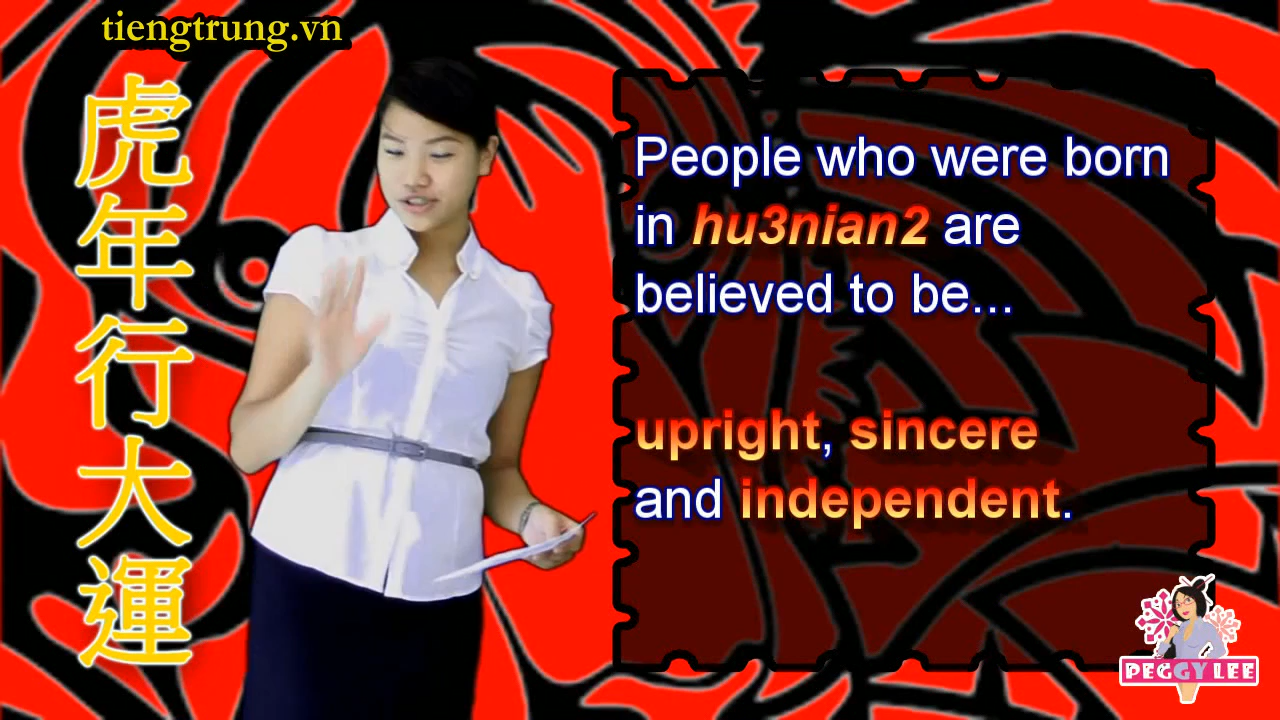 tiengtrung.vn
虎年行大運
People who were born
in hu3nian2 are
believed to be...
upright, sincere
and independent.
PEGGY LEE